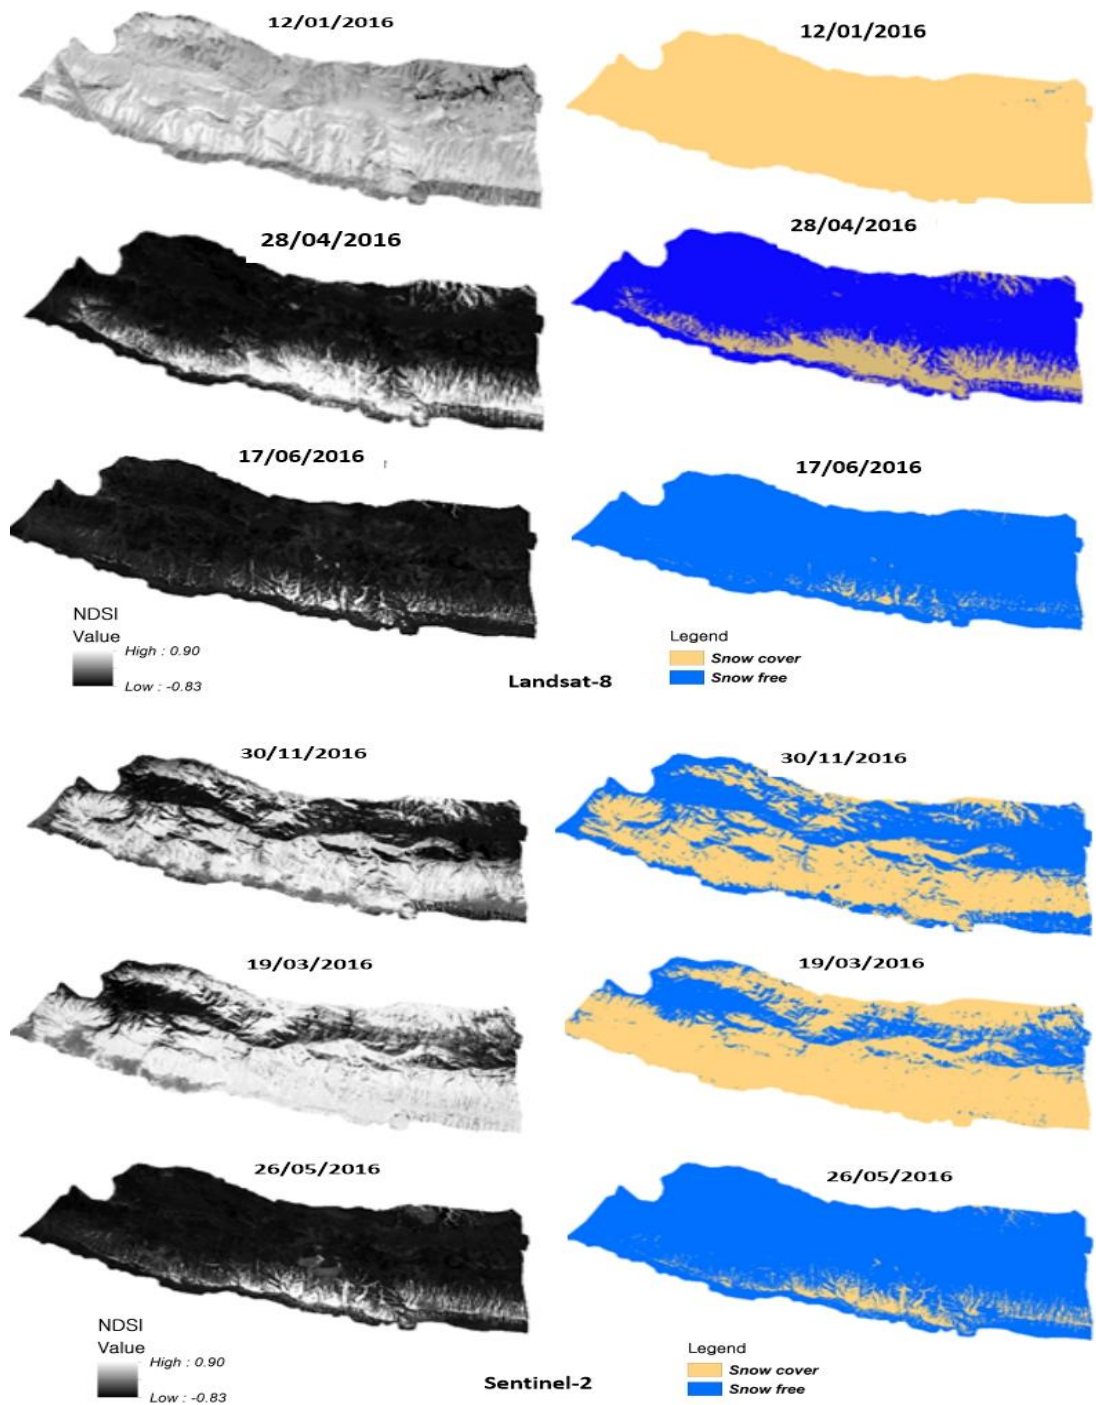 12/01/2016
12/01/2016
28/04/2016
28/04/2016
17/06/2016
17/06/2016
NDSI
Value
High : 0.90
Low : -0.83
Legend
Snow cover
Snow free
Landsat-8
30/11/2016
30/11/2016
19/03/2016
19/03/2016
26/05/2016
26/05/2016
NDSI
Value
High : 0.90
Low : -0.83
Legend
Snow cover
Snow free
Sentinel-2